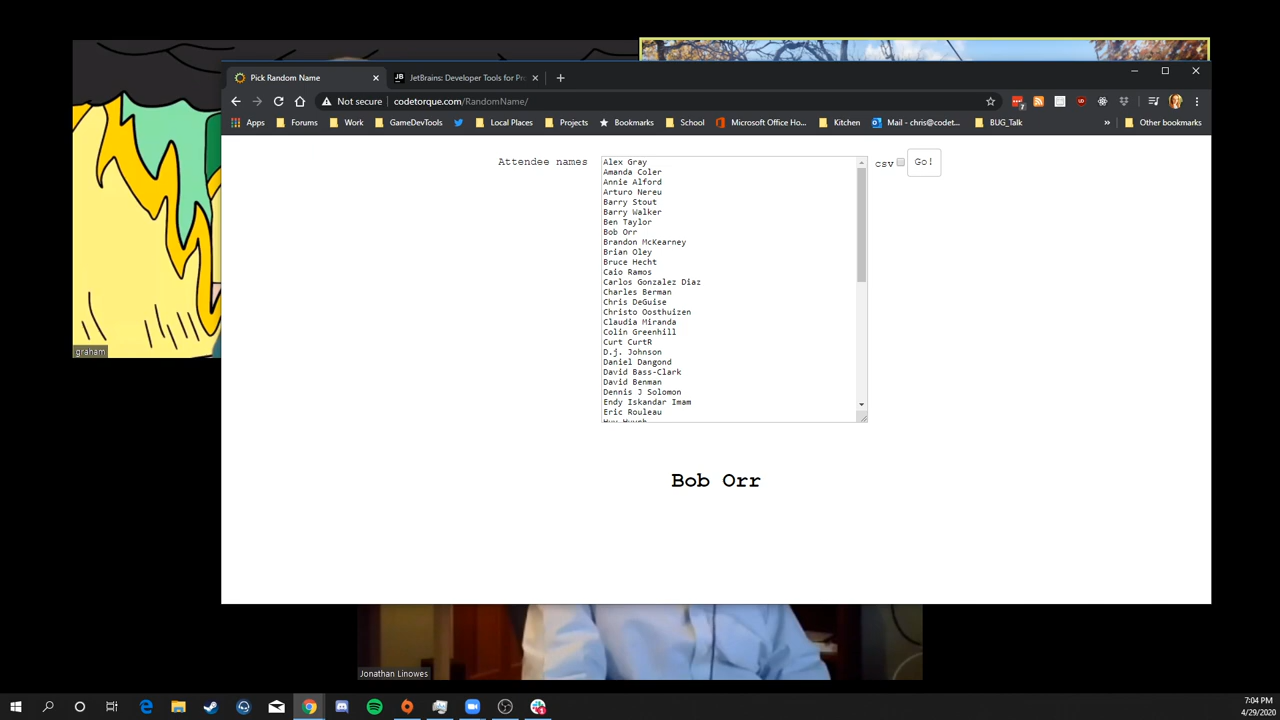 Pick Random Name
JetBrains: Developer Tools for Pro
Not secure codetorque.com/RandomName/
Apps Forums Work GameDevTools Local Places Projects Bookmarks School Microsoft Office Ho... Kitchen Mail - chris@codet... BUG_Talk » Other bookmarks
Attendee names
csv Go!
Alex Gray
Amanda Coler
Annie Alford
Arturo Nereu
Barry Stout
Barry Walker
Ben Taylor
Bob Orr
Brandon McKearney
Brian Oley
Bruce Hecht
Caio Ramos
Carlos Gonzalez Diaz
Charles Berman
Chris DeGuise
Christo Oosthuizen
Claudia Miranda
Colin Greenhill
Curt CurtR
D.j. Johnson
Daniel Dangond
David Bass-Clark
David Benman
Dennis J Solomon
Endy Iskandar Imam
Eric Rouleau
Bob Orr
graham
Jonathan Linowes
7:04 PM
4/29/2020